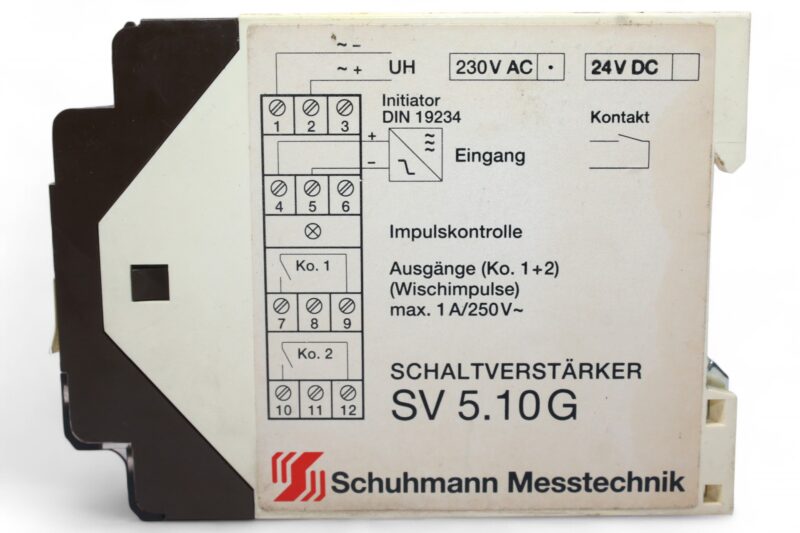 ~ –
~ + UH 230 V AC · 24 V DC
Initiator
DIN 19234
Kontakt
1 2 3
+
–
Eingang
4 5 6
Impulskontrolle
Ko. 1
Ausgänge (Ko. 1+2)
(Wischimpulse)
max. 1 A/250 V~
7 8 9
Ko. 2
SCHALTVERSTÄRKER
SV 5.10 G
10 11 12
Schuhmann Messtechnik